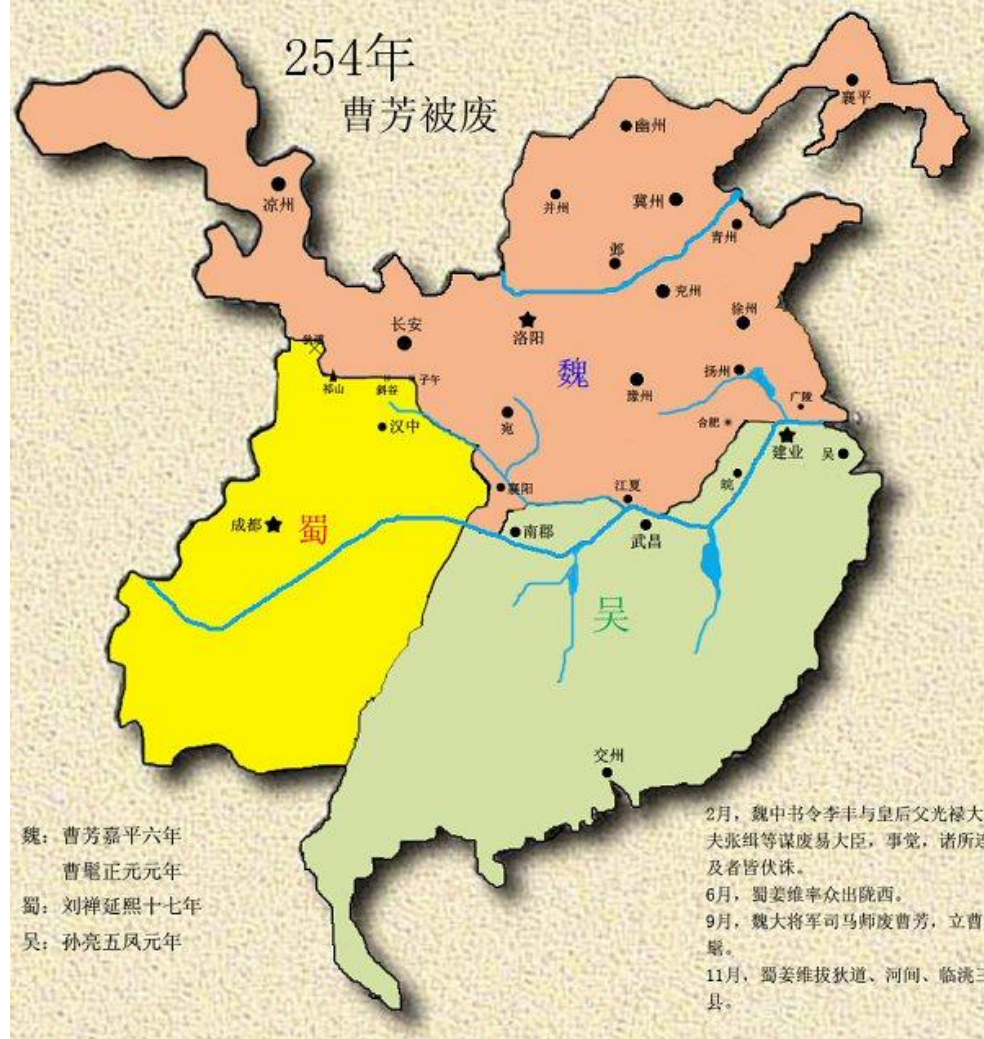 254年
曹芳被废
襄平
幽州
凉州
并州
冀州
青州
邺
兖州
徐州
长安
洛阳
魏
豫州
扬州
祁山
斜谷
子午
广陵
合肥
宛
汉中
建业
吴
皖
襄阳
江夏
成都
蜀
南郡
武昌
吴
交州
魏：曹芳嘉平六年
曹髦正元元年
蜀：刘禅延熙十七年
吴：孙亮五凤元年
2月，魏中书令李丰与皇后父光禄大
夫张缉等谋废易大臣，事觉，诸所连
及者皆伏诛。
6月，蜀姜维率众出陇西。
9月，魏大将军司马师废曹芳，立曹
髦。
11月，蜀姜维拔狄道、河间、临洮三
县。